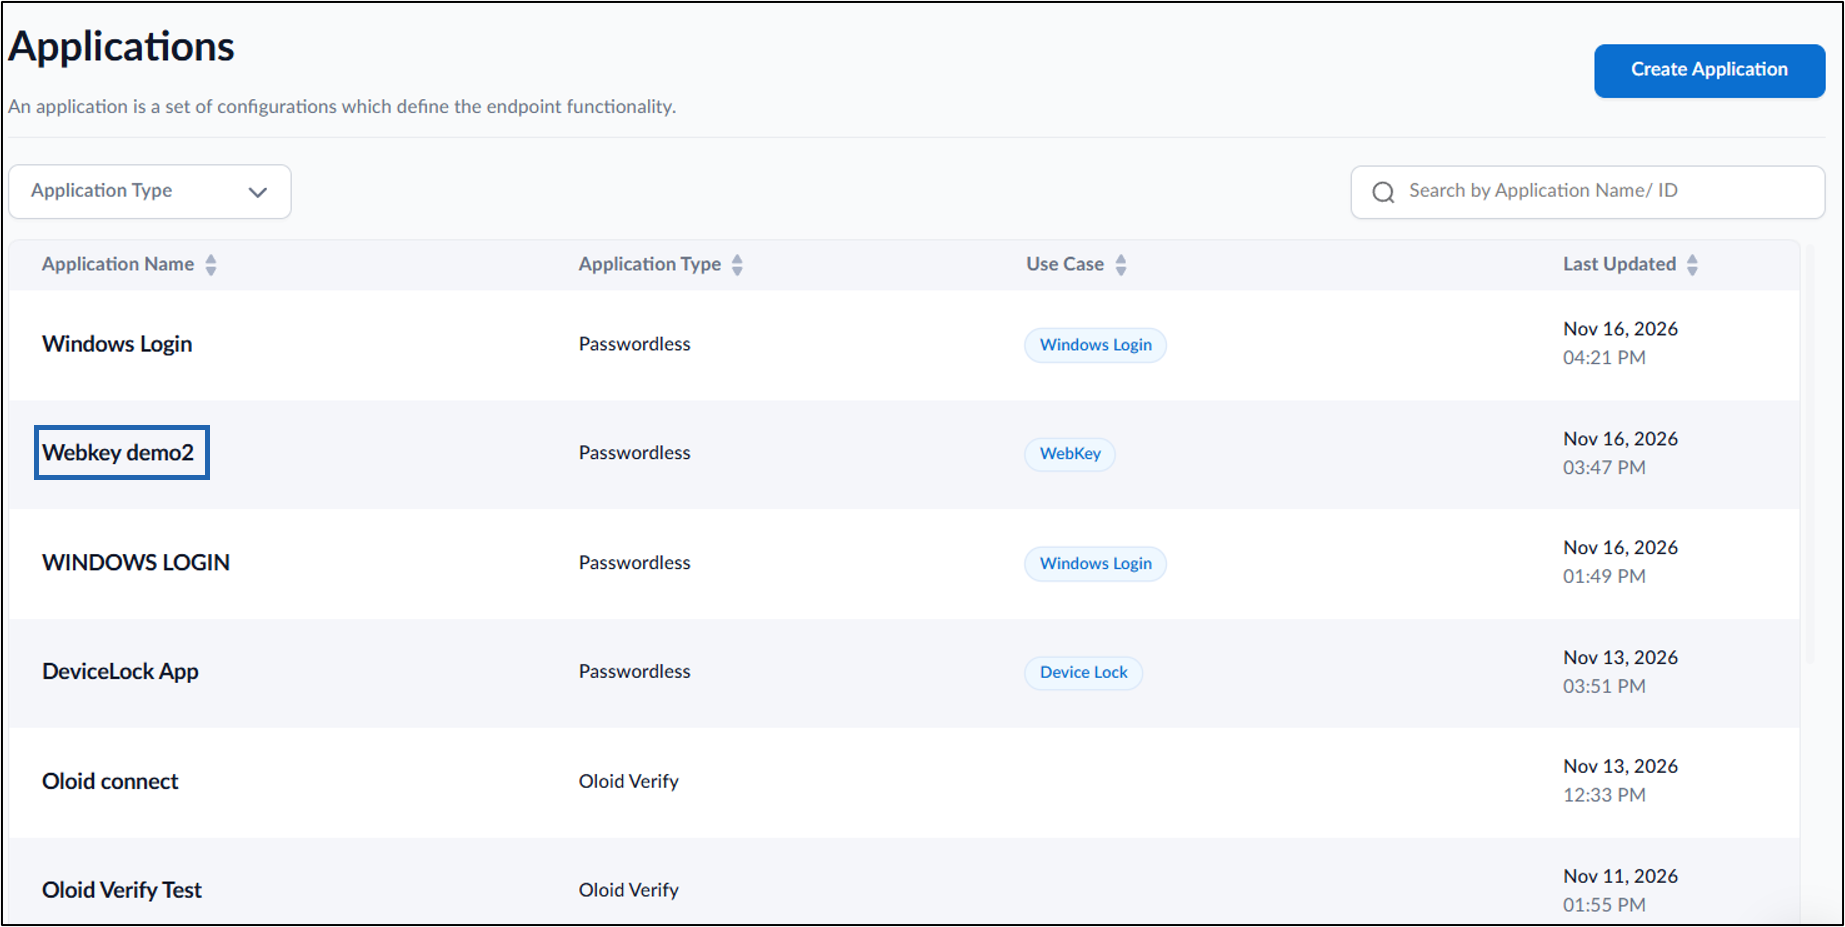 Applications
Create Application
An application is a set of configurations which define the endpoint functionality.
Application Type
Search by Application Name/ ID
Application Name Application Type Use Case Last Updated
Windows Login Passwordless Windows Login Nov 16, 2026
04:21 PM
Webkey demo2 Passwordless WebKey Nov 16, 2026
03:47 PM
WINDOWS LOGIN Passwordless Windows Login Nov 16, 2026
01:49 PM
DeviceLock App Passwordless Device Lock Nov 13, 2026
03:51 PM
Oloid connect Oloid Verify Nov 13, 2026
12:33 PM
Oloid Verify Test Oloid Verify Nov 11, 2026
01:55 PM